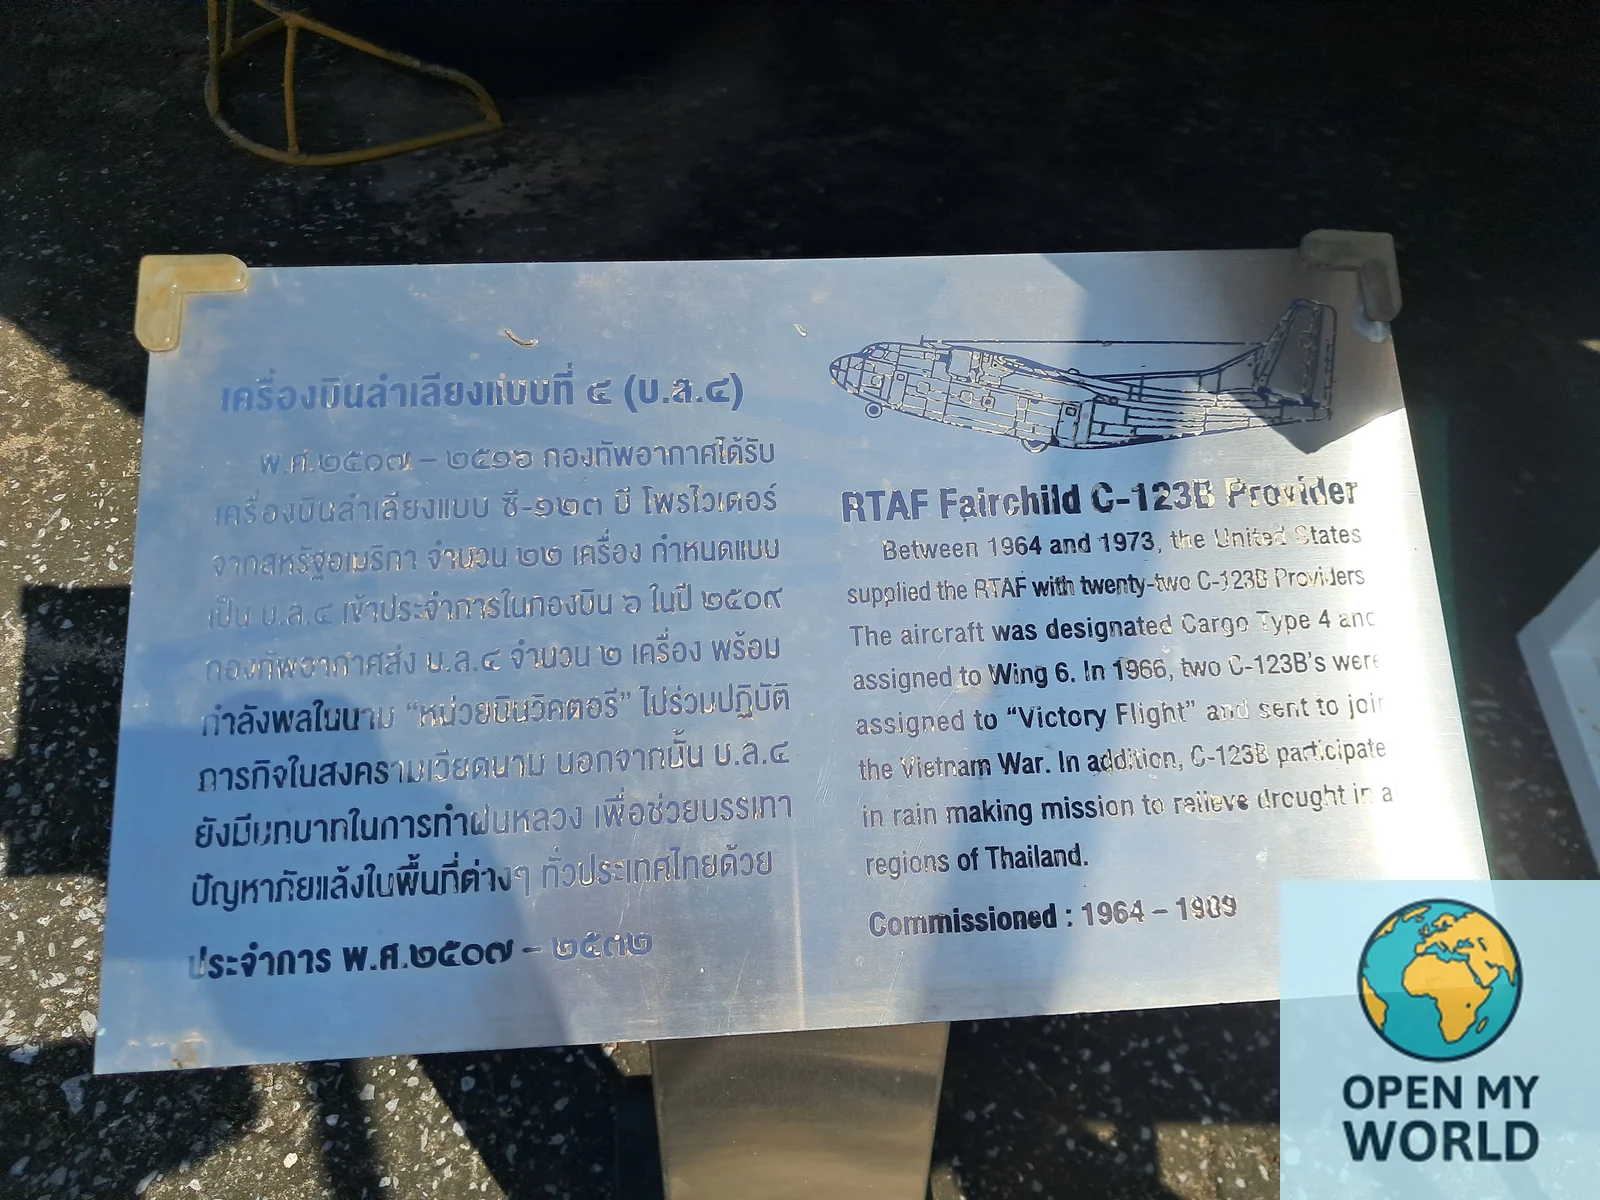 เครื่องบินลำเลียงแบบที่ ๔ (บ.ล.๔)
พ.ศ.๒๕๐๗ – ๒๕๑๖ กองทัพอากาศได้รับ
เครื่องบินลำเลียงแบบ ซี-๑๒๓ บี โพรไวเดอร์
จากสหรัฐอเมริกา จำนวน ๒๒ เครื่อง กำหนดแบบ
เป็น บ.ล.๔ เข้าประจำการในกองบิน ๖ ในปี ๒๕๐๙
กองทัพอากาศส่ง บ.ล.๔ จำนวน ๒ เครื่อง พร้อม
กำลังพลในนาม “หน่วยบินวิคตอรี” ไปร่วมปฏิบัติ
ภารกิจในสงครามเวียดนาม นอกจากนั้น บ.ล.๔
ยังมีบทบาทในการทำฝนหลวง เพื่อช่วยบรรเทา
ปัญหาภัยแล้งในพื้นที่ต่างๆ ทั่วประเทศไทยด้วย
ประจำการ พ.ศ.๒๕๐๗ – ๒๕๓๒
RTAF Fairchild C-123B Provider
Between 1964 and 1973, the United States
supplied the RTAF with twenty-two C-123B Providers
The aircraft was designated Cargo Type 4 and
assigned to Wing 6. In 1966, two C-123B's were
assigned to “Victory Flight” and sent to join
the Vietnam War. In addition, C-123B participate
in rain making mission to relieve drought in a
regions of Thailand.
Commissioned : 1964 – 1989
OPEN MY
WORLD